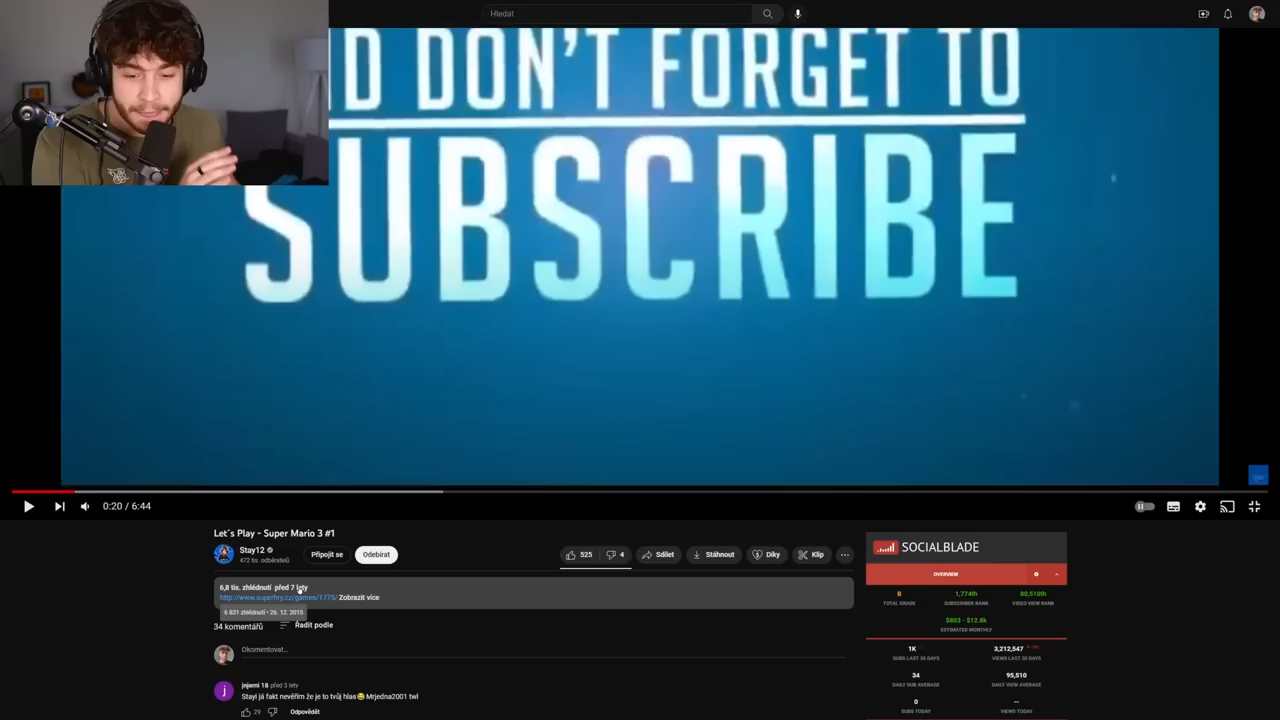 Hledat
D DON'T FORGET TO
SUBSCRIBE
0:20 / 6:44
Let´s Play - Super Mario 3 #1
Stay12
472 tis. odběratelů
Připojit se
Odebírat
525
4
Sdílet
Stáhnout
Díky
Klip
6,8 tis. zhlédnutí před 7 lety
http://www.superhry.cz/games/1775/ Zobrazit více
6 831 zhlédnutí • 26. 12. 2015
34 komentářů
Řadit podle
Okomentovat...
j
jnjemi 18 před 3 lety
Stayi já fakt nevěřím že je to tvůj hlas😂 Mrjedna2001 twl
29
Odpovědět
SOCIALBLADE
OVERVIEW
B
1,774th
80,510th
TOTAL GRADE
SUBSCRIBER RANK
VIDEO VIEW RANK
$803 - $12.8k
ESTIMATED MONTHLY
1K
3,212,547
SUBS LAST 30 DAYS
VIEWS LAST 30 DAYS
34
95,510
DAILY SUB AVERAGE
DAILY VIEW AVERAGE
0
--
SUBS TODAY
VIEWS TODAY